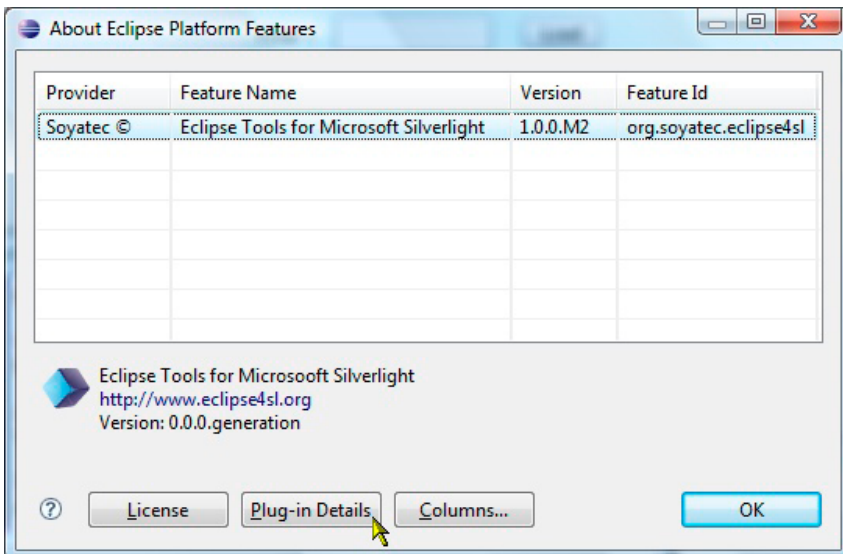 About Eclipse Platform Features
Provider Feature Name Version Feature Id
Soyatec © Eclipse Tools for Microsoft Silverlight 1.0.0.M2 org.soyatec.eclipse4sl
Eclipse Tools for Microsooft Silverlight
http://www.eclipse4sl.org
Version: 0.0.0.generation
? License Plug-in Details Columns... OK